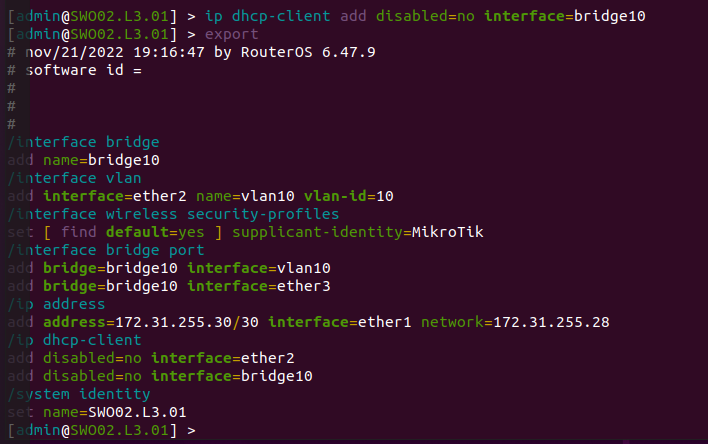 [admin@SWO02.L3.01] > ip dhcp-client add disabled=no interface=bridge10
[admin@SWO02.L3.01] > export
# nov/21/2022 19:16:47 by RouterOS 6.47.9
# software id =
#
#
#
/interface bridge
add name=bridge10
/interface vlan
add interface=ether2 name=vlan10 vlan-id=10
/interface wireless security-profiles
set [ find default=yes ] supplicant-identity=MikroTik
/interface bridge port
add bridge=bridge10 interface=vlan10
add bridge=bridge10 interface=ether3
/ip address
add address=172.31.255.30/30 interface=ether1 network=172.31.255.28
/ip dhcp-client
add disabled=no interface=ether2
add disabled=no interface=bridge10
/system identity
set name=SWO02.L3.01
[admin@SWO02.L3.01] >